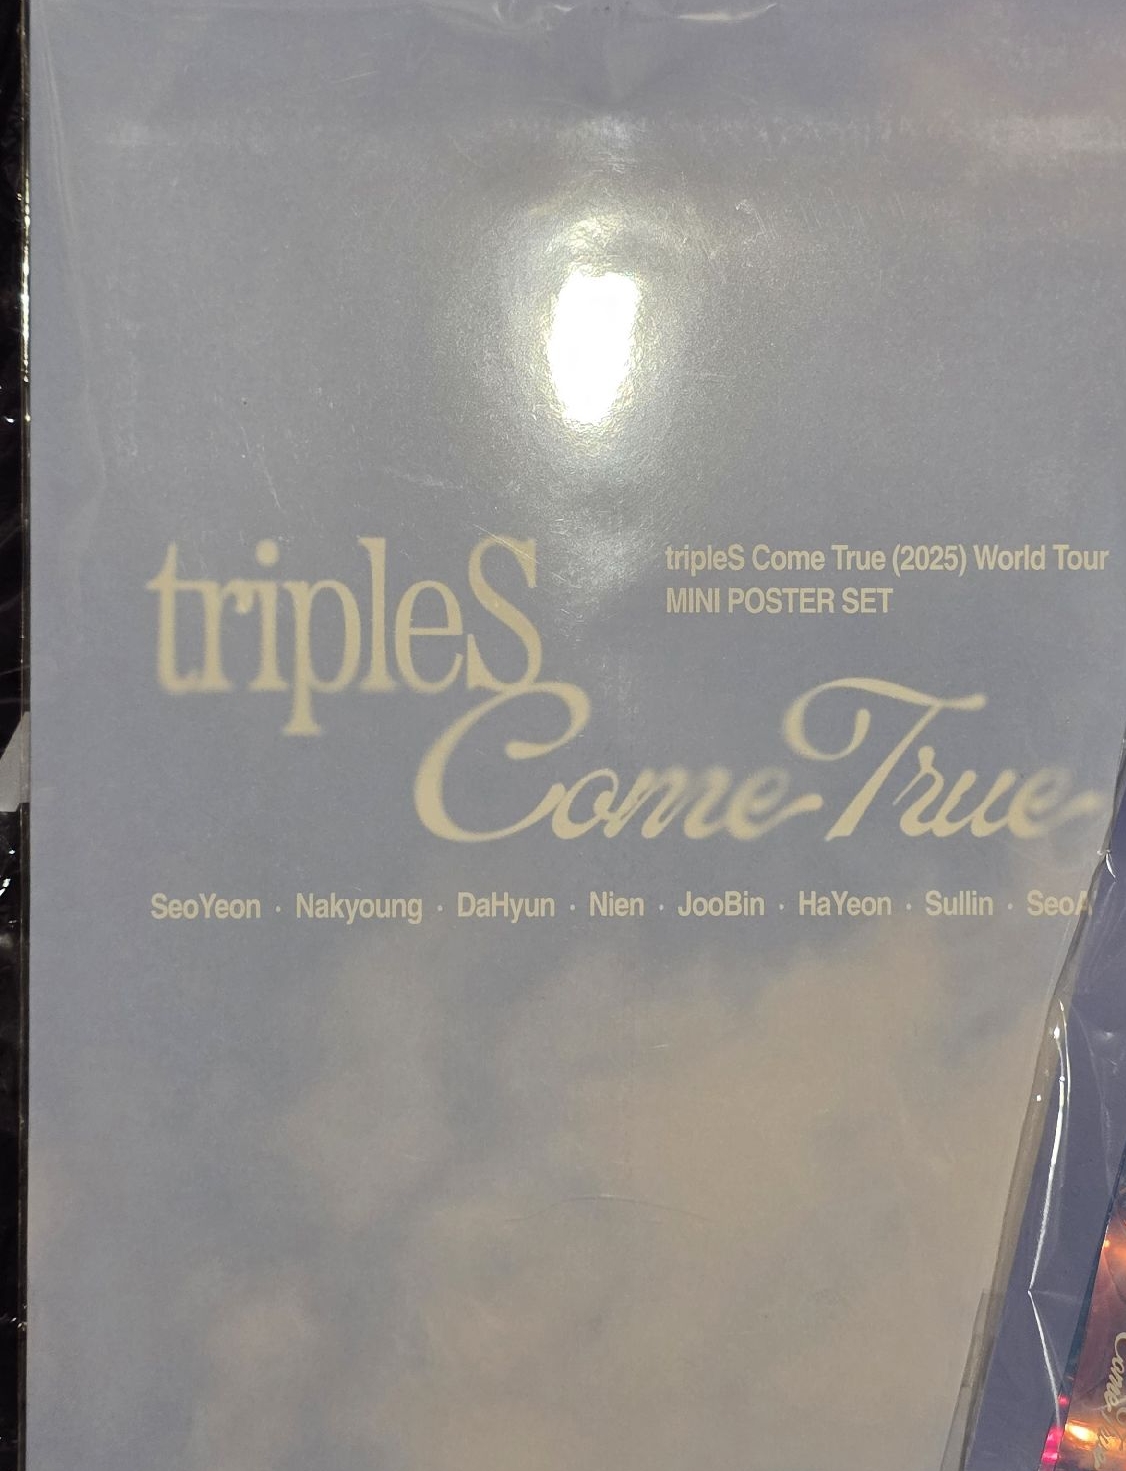 tripleS
tripleS Come True (2025) World Tour
MINI POSTER SET
Come True
SeoYeon · Nakyoung · DaHyun · Nien · JooBin · HaYeon · Sullin ·
Come